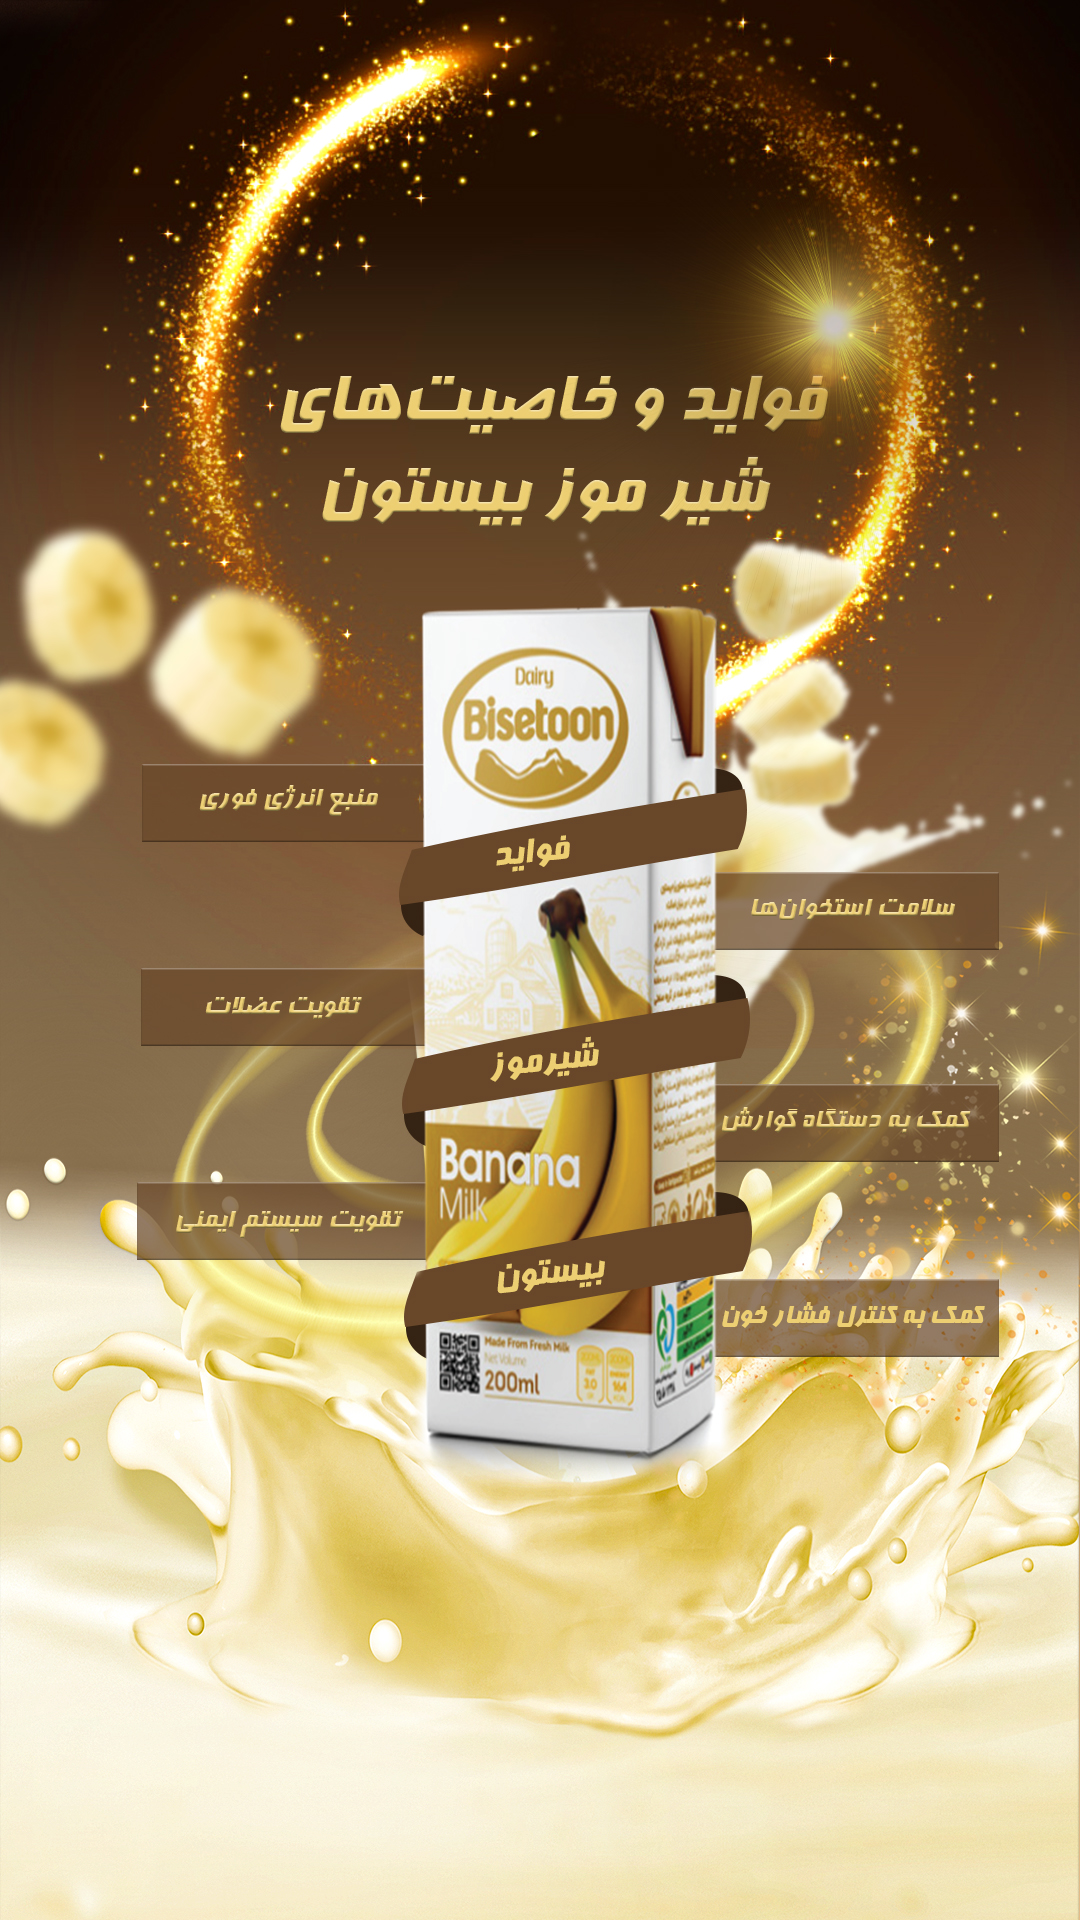 فواید و خاصیت‌های
شیر موز بیستون
Dairy
Bisetoon
منبع انرژی فوری
فواید
سلامت استخوان‌ها
تقویت عضلات
شیرموز
کمک به دستگاه گوارش
Banana
Milk
تقویت سیستم ایمنی
بیستون
کمک به کنترل فشار خون
Made From Fresh Milk
Net Volume
200ml